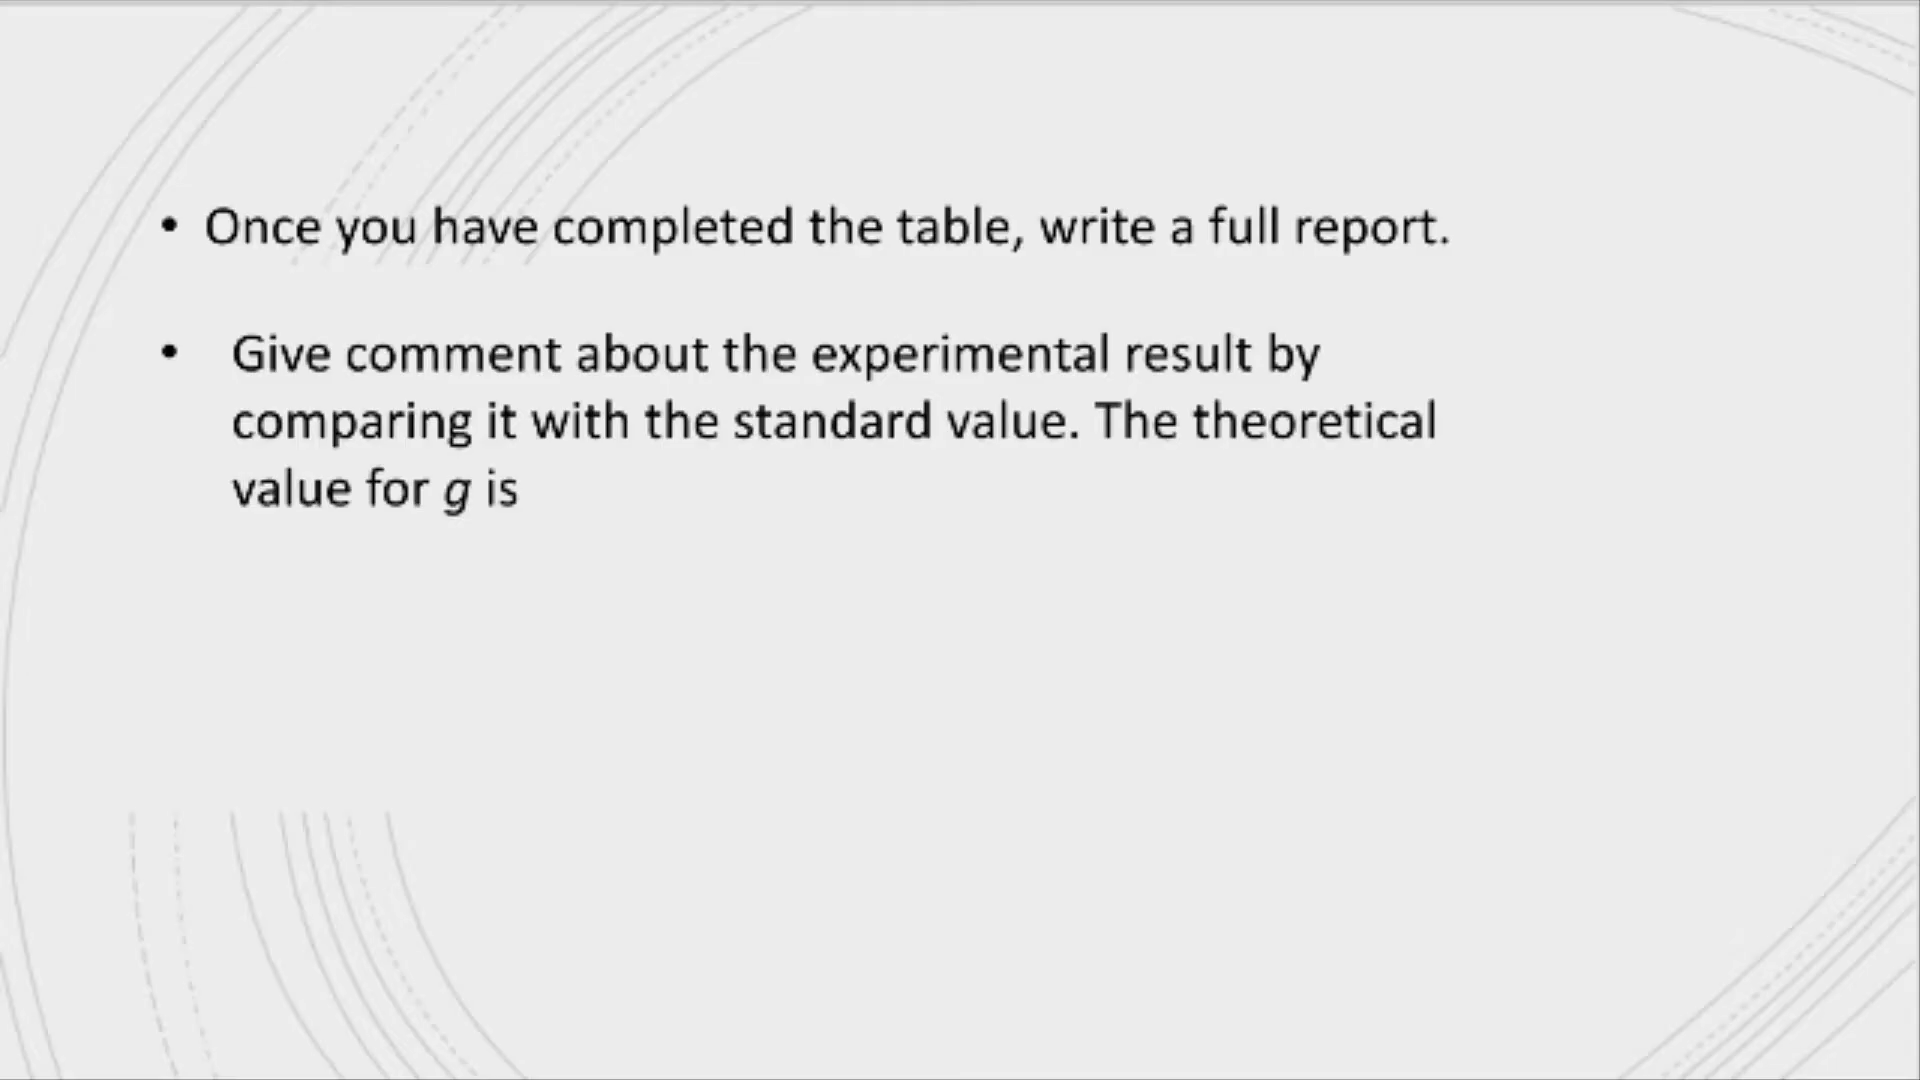 • Once you have completed the table, write a full report.
• Give comment about the experimental result by
comparing it with the standard value. The theoretical
value for g is